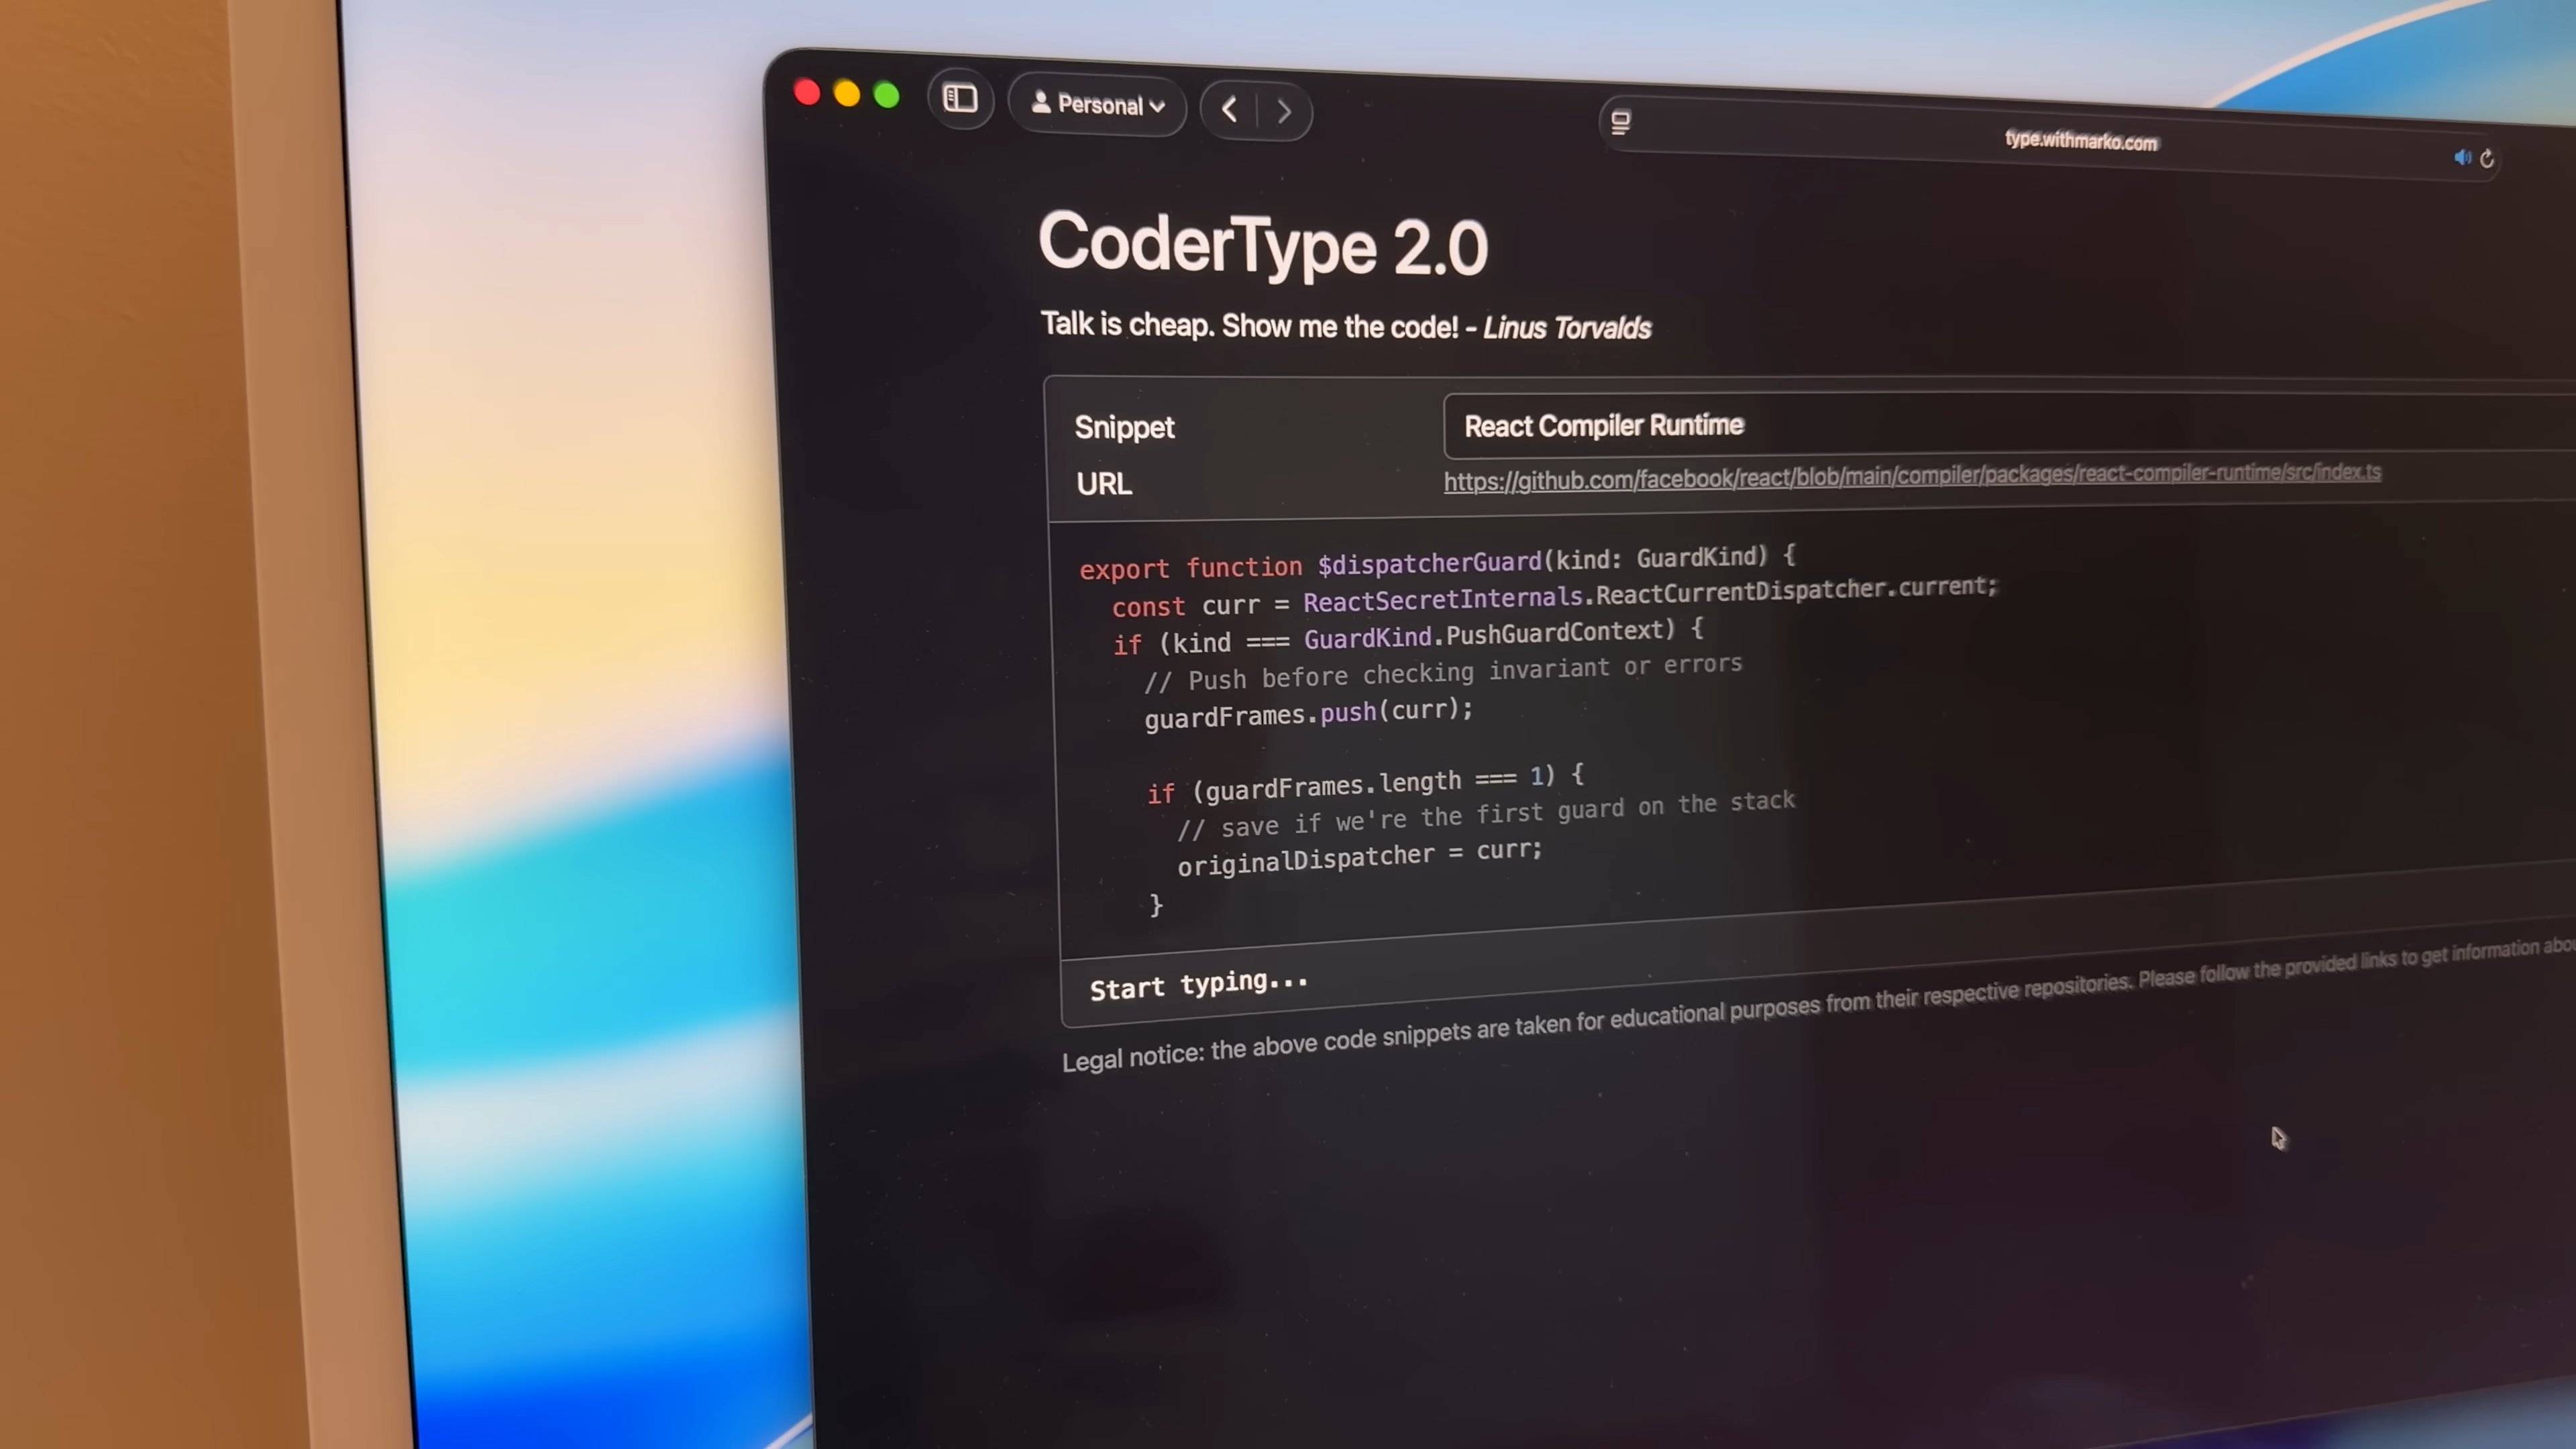 Personal
type.withmarko.com
CoderType 2.0
Talk is cheap. Show me the code! - Linus Torvalds
Snippet
React Compiler Runtime
URL
https://github.com/facebook/react/blob/main/compiler/packages/react-compiler-runtime/src/index.ts
export function $dispatcherGuard(kind: GuardKind) {
  const curr = ReactSecretInternals.ReactCurrentDispatcher.current;
  if (kind === GuardKind.PushGuardContext) {
    // Push before checking invariant or errors
    guardFrames.push(curr);

    if (guardFrames.length === 1) {
      // save if we're the first guard on the stack
      originalDispatcher = curr;
    }
Start typing...
Legal notice: the above code snippets are taken for educational purposes from their respective repositories. Please follow the provided links to get information